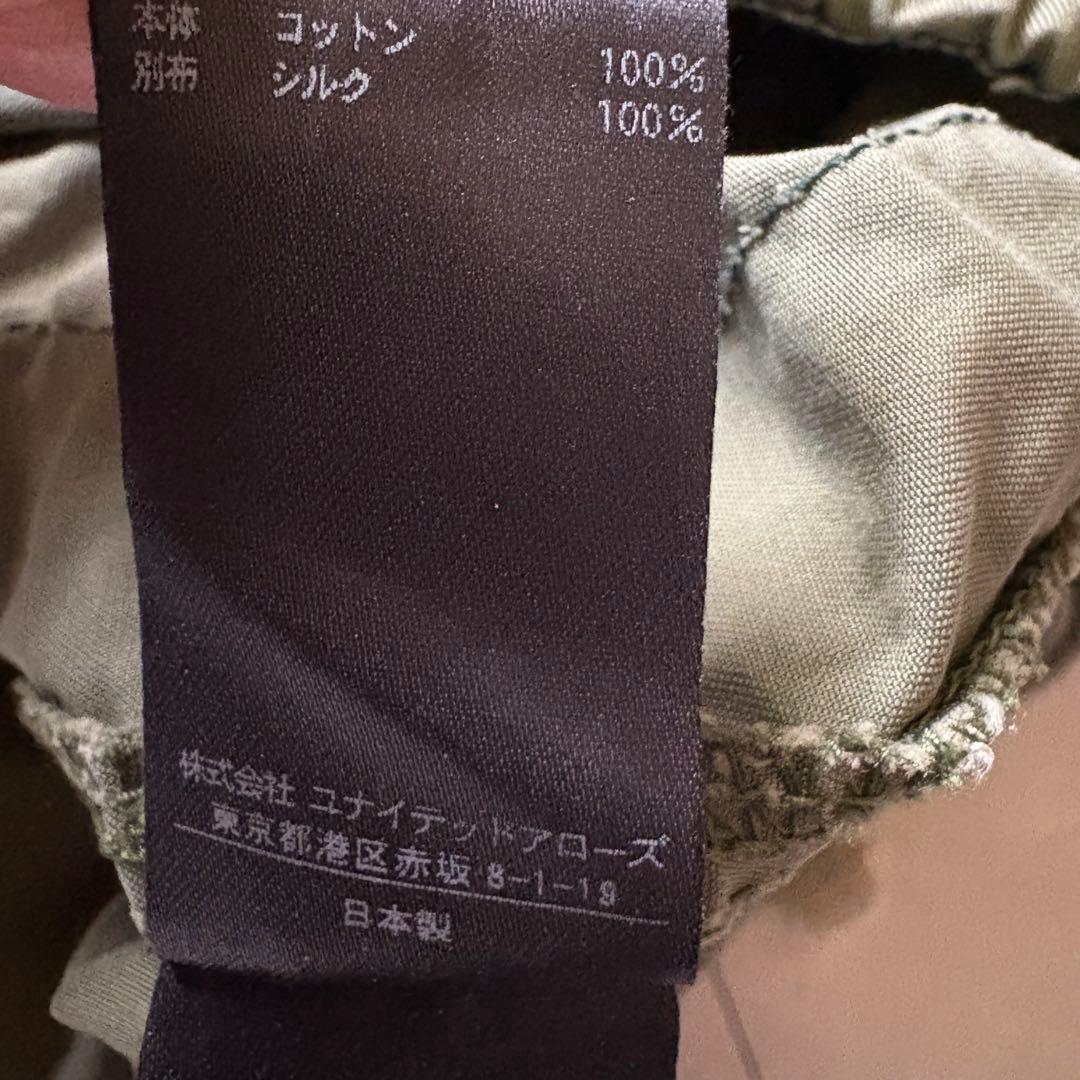 本体 コットン 100%
別布 シルク 100%
株式会社 ユナイテッドアローズ
東京都港区赤坂 8-1-19
日本製